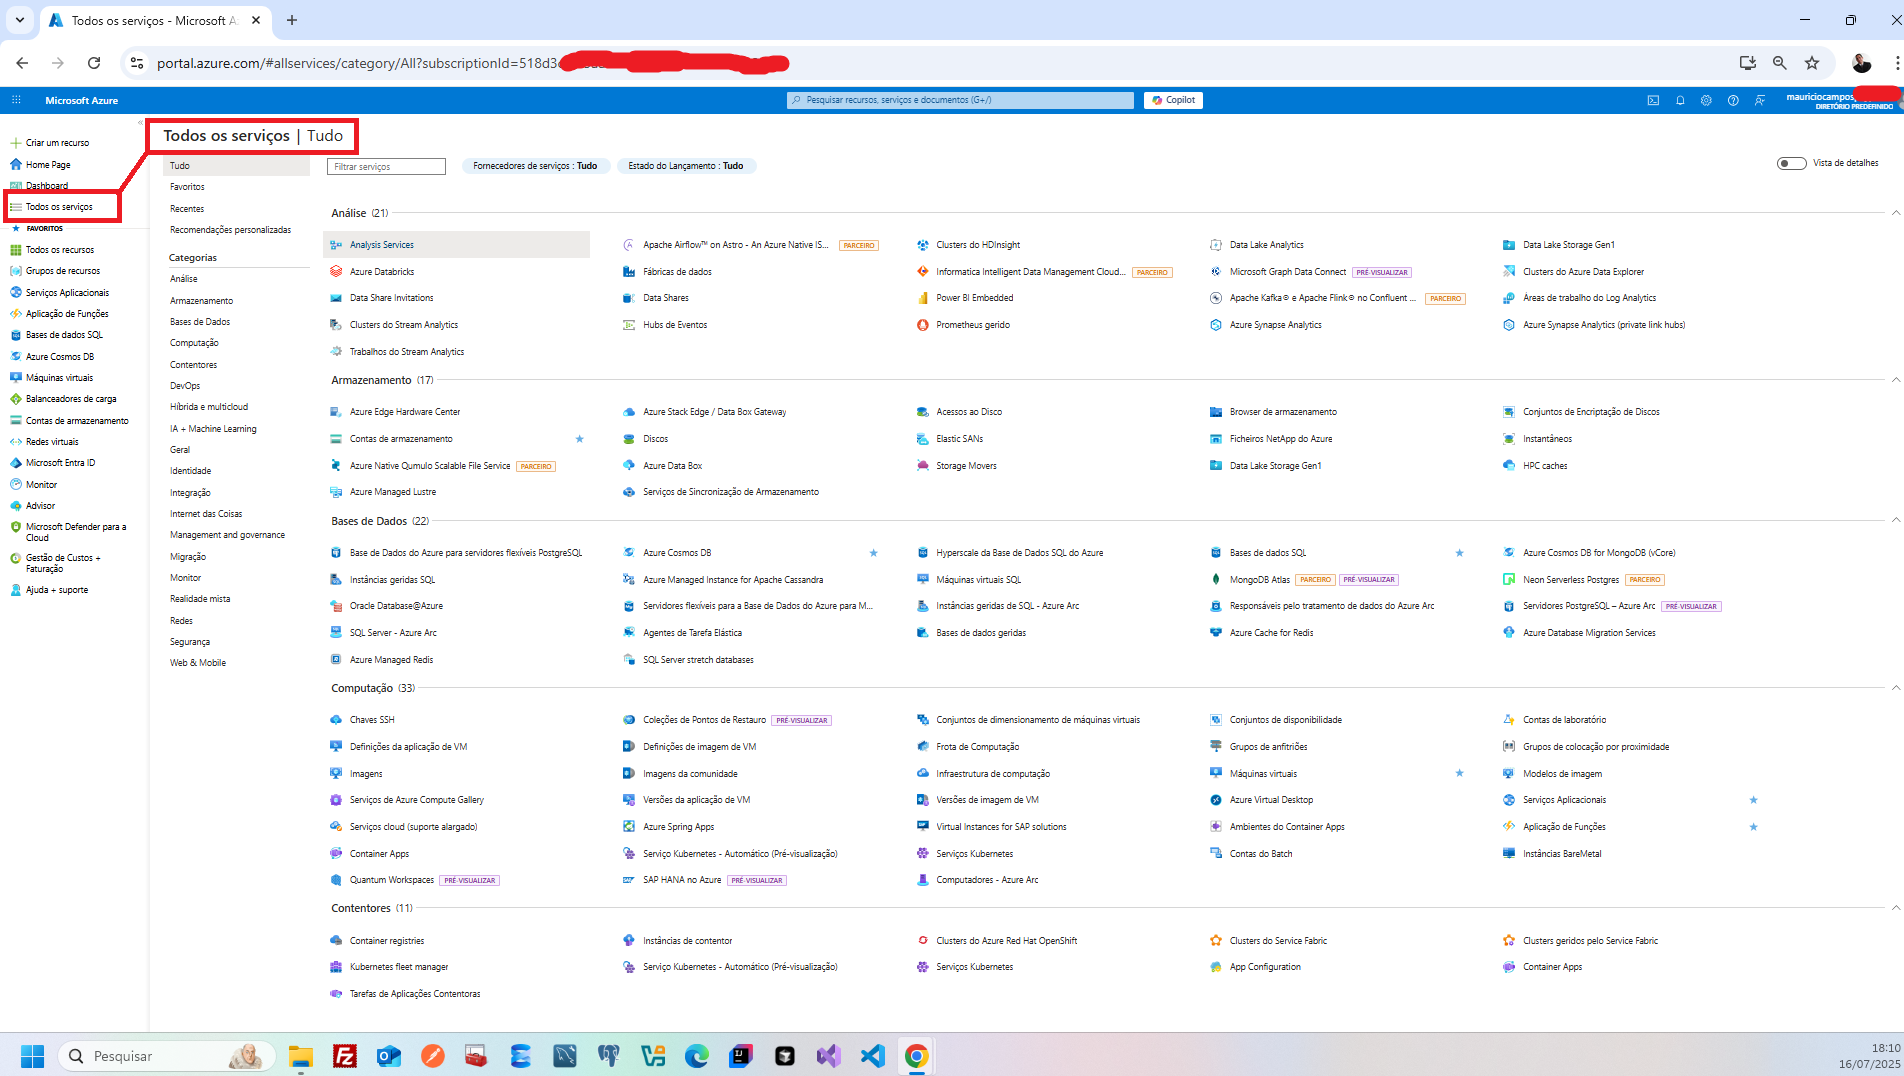 Todos os serviços - Microsoft A
portal.azure.com/#allservices/category/All?subscriptionId=518d3
Microsoft Azure
Pesquisar recursos, serviços e documentos (G+/)
Copilot
mauriciocampos
DIRETÓRIO PREDEFINIDO
Criar um recurso
Home Page
Dashboard
Todos os serviços
FAVORITOS
Todos os recursos
Grupos de recursos
Serviços Aplicacionais
Aplicação de Funções
Bases de dados SQL
Azure Cosmos DB
Máquinas virtuais
Balanceadores de carga
Contas de armazenamento
Redes virtuais
Microsoft Entra ID
Monitor
Advisor
Microsoft Defender para a
Cloud
Gestão de Custos +
Faturação
Ajuda + suporte
Todos os serviços | Tudo
Tudo
Favoritos
Recentes
Recomendações personalizadas
Categorias
Análise
Armazenamento
Bases de Dados
Computação
Contentores
DevOps
Híbrida e multicloud
IA + Machine Learning
Geral
Identidade
Integração
Internet das Coisas
Management and governance
Migração
Monitor
Realidade mista
Redes
Segurança
Web & Mobile
Filtrar serviços
Fornecedores de serviços : Tudo
Estado do Lançamento : Tudo
Vista de detalhes
Análise (21)
Analysis Services
Apache Airflow™ on Astro - An Azure Native IS... PARCEIRO
Clusters do HDInsight
Data Lake Analytics
Data Lake Storage Gen1
Azure Databricks
Fábricas de dados
Informatica Intelligent Data Management Cloud... PARCEIRO
Microsoft Graph Data Connect PRÉ-VISUALIZAR
Clusters do Azure Data Explorer
Data Share Invitations
Data Shares
Power BI Embedded
Apache Kafka® e Apache Flink® no Confluent ... PARCEIRO
Áreas de trabalho do Log Analytics
Clusters do Stream Analytics
Hubs de Eventos
Prometheus gerido
Azure Synapse Analytics
Azure Synapse Analytics (private link hubs)
Trabalhos do Stream Analytics
Armazenamento (17)
Azure Edge Hardware Center
Azure Stack Edge / Data Box Gateway
Acessos ao Disco
Browser de armazenamento
Conjuntos de Encriptação de Discos
Contas de armazenamento
Discos
Elastic SANs
Ficheiros NetApp do Azure
Instantâneos
Azure Native Qumulo Scalable File Service PARCEIRO
Azure Data Box
Storage Movers
Data Lake Storage Gen1
HPC caches
Azure Managed Lustre
Serviços de Sincronização de Armazenamento
Bases de Dados (22)
Base de Dados do Azure para servidores flexíveis PostgreSQL
Azure Cosmos DB
Hyperscale da Base de Dados SQL do Azure
Bases de dados SQL
Azure Cosmos DB for MongoDB (vCore)
Instâncias geridas SQL
Azure Managed Instance for Apache Cassandra
Máquinas virtuais SQL
MongoDB Atlas PARCEIRO PRÉ-VISUALIZAR
Neon Serverless Postgres PARCEIRO
Oracle Database@Azure
Servidores flexíveis para a Base de Dados do Azure para M...
Instâncias geridas de SQL - Azure Arc
Responsáveis pelo tratamento de dados do Azure Arc
Servidores PostgreSQL – Azure Arc PRÉ-VISUALIZAR
SQL Server - Azure Arc
Agentes de Tarefa Elástica
Bases de dados geridas
Azure Cache for Redis
Azure Database Migration Services
Azure Managed Redis
SQL Server stretch databases
Computação (33)
Chaves SSH
Coleções de Pontos de Restauro PRÉ-VISUALIZAR
Conjuntos de dimensionamento de máquinas virtuais
Conjuntos de disponibilidade
Contas de laboratório
Definições da aplicação de VM
Definições de imagem de VM
Frota de Computação
Grupos de anfitriões
Grupos de colocação por proximidade
Imagens
Imagens da comunidade
Infraestrutura de computação
Máquinas virtuais
Modelos de imagem
Serviços de Azure Compute Gallery
Versões da aplicação de VM
Versões de imagem de VM
Azure Virtual Desktop
Serviços Aplicacionais
Serviços cloud (suporte alargado)
Azure Spring Apps
Virtual Instances for SAP solutions
Ambientes do Container Apps
Aplicação de Funções
Container Apps
Serviço Kubernetes - Automático (Pré-visualização)
Serviços Kubernetes
Contas do Batch
Instâncias BareMetal
Quantum Workspaces PRÉ-VISUALIZAR
SAP HANA no Azure PRÉ-VISUALIZAR
Computadores - Azure Arc
Contentores (11)
Container registries
Instâncias de contentor
Clusters do Azure Red Hat OpenShift
Clusters do Service Fabric
Clusters geridos pelo Service Fabric
Kubernetes fleet manager
Serviço Kubernetes - Automático (Pré-visualização)
Serviços Kubernetes
App Configuration
Container Apps
Tarefas de Aplicações Contentoras
Pesquisar
18:10
16/07/2025